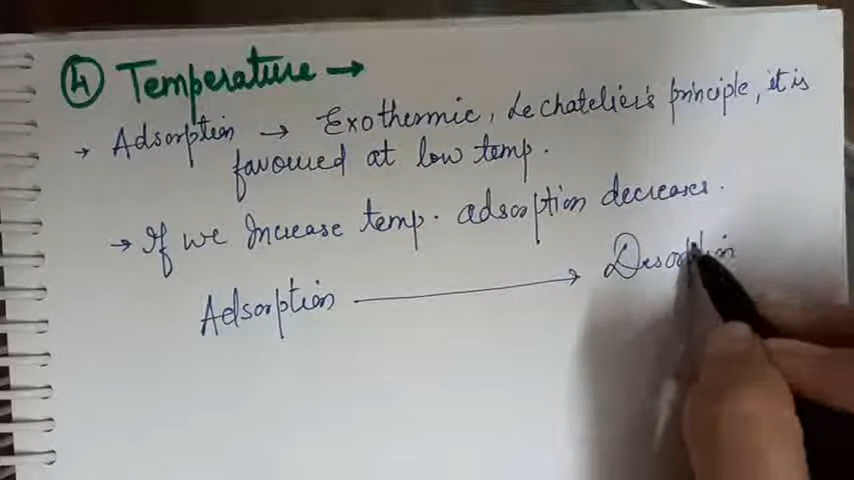 4 Temperature →
→ Adsorption → Exothermic, Le chatelier's principle, it is
favoured at low temp.
→ If we Increase temp. adsorption decreases.
Adsorption → Desorption